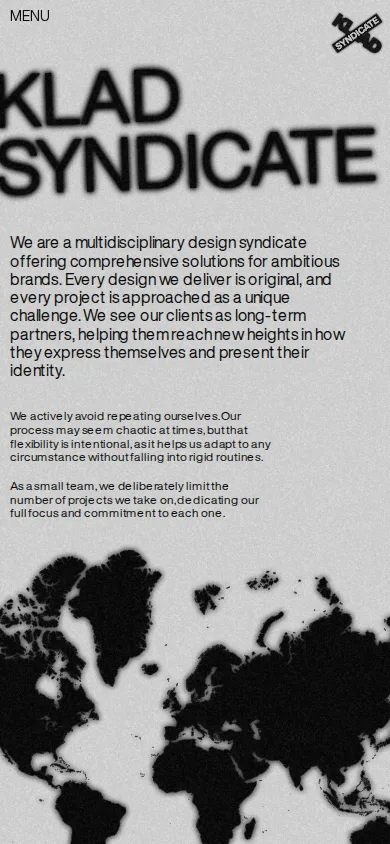 MENU
SYNDICATE
KLAD
SYNDICATE
We are a multidisciplinary design syndicate
offering comprehensive solutions for ambitious
brands. Every design we deliver is original, and
every project is approached as a unique
challenge. We see our clients as long-term
partners, helping them reach new heights in how
they express themselves and present their
identity.
We actively avoid repeating ourselves. Our
process may seem chaotic at times, but that
flexibility is intentional, as it helps us adapt to any
circumstance without falling into rigid routines.
As a small team, we deliberately limit the
number of projects we take on, dedicating our
full focus and commitment to each one.